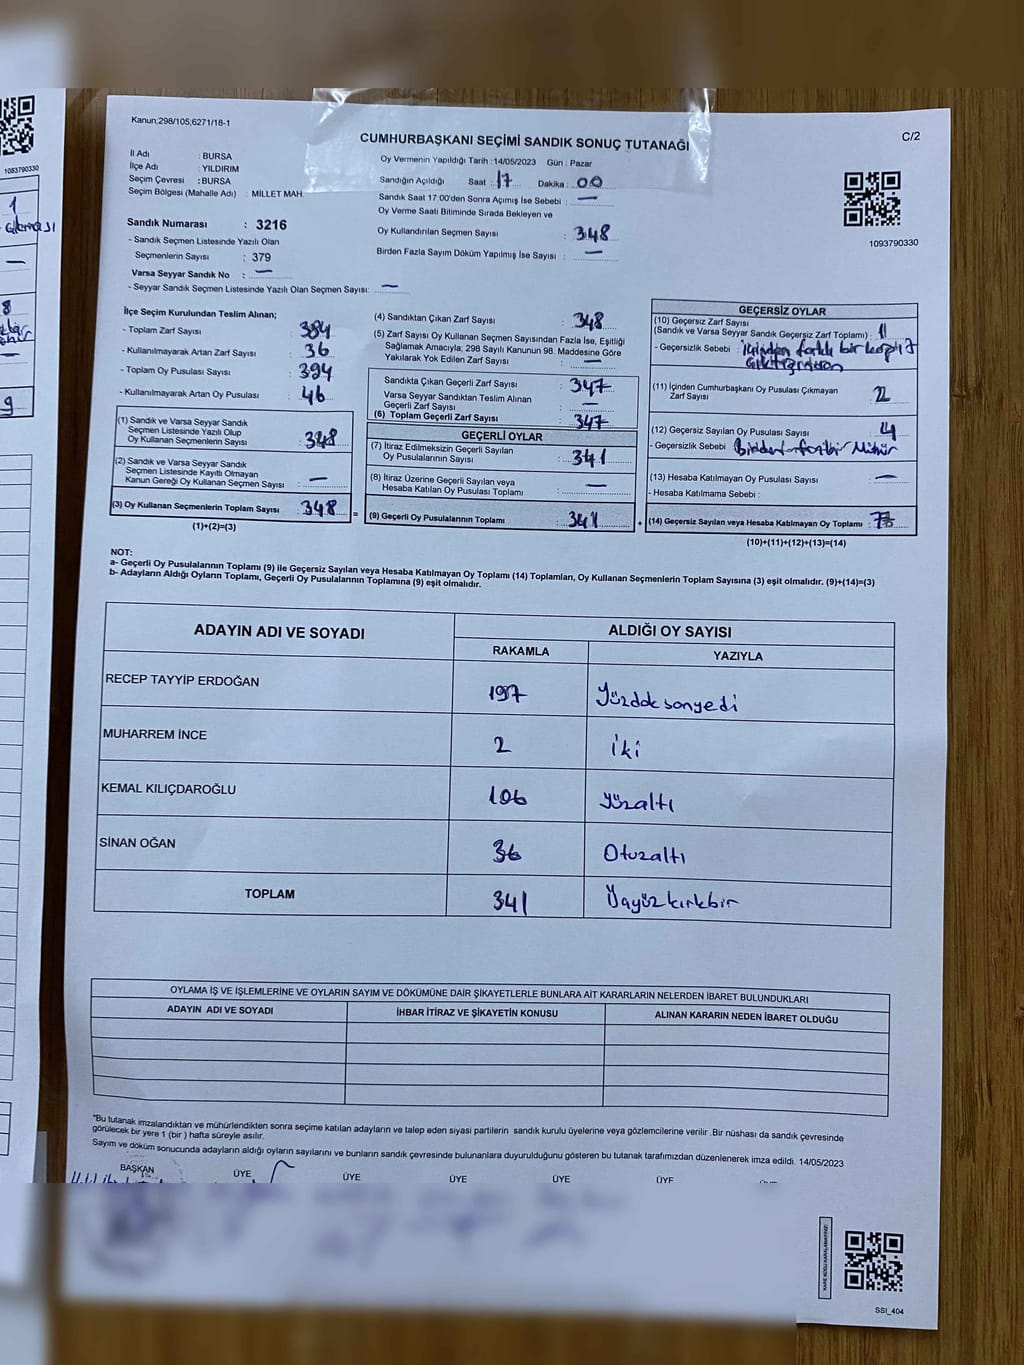 1083790330
1
8
9
Kanun;298/105,6271/18-1
CUMHURBAŞKANI SEÇİMİ SANDIK SONUÇ TUTANAĞI
C/2
İl Adı : BURSA
İlçe Adı : YILDIRIM
Seçim Çevresi : BURSA
Seçim Bölgesi (Mahalle Adı) : MİLLET MAH.
Oy Vermenin Yapıldığı Tarih :14/05/2023 Gün : Pazar
Sandığın Açıldığı Saat : 17 Dakika : 00
Sandık Saat 17:00'den Sonra Açımış İse Sebebi : —
Oy Verme Saati Bitiminde Sırada Bekleyen ve
Oy Kullandırılan Seçmen Sayısı : 348
Birden Fazla Sayım Döküm Yapılmış İse Sayısı : —
1093790330
Sandık Numarası : 3216
- Sandık Seçmen Listesinde Yazılı Olan
Seçmenlerin Sayısı : 379
Varsa Seyyar Sandık No : —
- Seyyar Sandık Seçmen Listesinde Yazılı Olan Seçmen Sayısı: —
İlçe Seçim Kurulundan Teslim Alınan;
- Toplam Zarf Sayısı : 384
- Kullanılmayarak Artan Zarf Sayısı : 36
- Toplam Oy Pusulası Sayısı : 394
- Kullanılmayarak Artan Oy Pusulası : 46
(1) Sandık ve Varsa Seyyar Sandık
Seçmen Listesinde Yazılı Olup
Oy Kullanan Seçmenlerin Sayısı : 348
(2) Sandık ve Varsa Seyyar Sandık
Seçmen Listesinde Kayıtlı Olmayan
Kanun Gereği Oy Kullanan Seçmen Sayısı : —
(3) Oy Kullanan Seçmenlerin Toplam Sayısı : 348
(1)+(2)=(3)
=
(4) Sandıktan Çıkan Zarf Sayısı : 348
(5) Zarf Sayısı Oy Kullanan Seçmen Sayısından Fazla İse, Eşitliği
Sağlamak Amacıyla, 298 Sayılı Kanunun 98. Maddesine Göre
Yakılarak Yok Edilen Zarf Sayısı : —
Sandıkta Çıkan Geçerli Zarf Sayısı : 347
Varsa Seyyar Sandıktan Teslim Alınan
Geçerli Zarf Sayısı : —
(6) Toplam Geçerli Zarf Sayısı : 347
GEÇERLİ OYLAR
(7) İtiraz Edilmeksizin Geçerli Sayılan
Oy Pusulalarının Sayısı : 341
(8) İtiraz Üzerine Geçerli Sayılan veya
Hesaba Katılan Oy Pusulası Toplamı : —
(9) Geçerli Oy Pusulalarının Toplamı : 341
+
GEÇERSİZ OYLAR
(10) Geçersiz Zarf Sayısı
(Sandık ve Varsa Seyyar Sandık Geçersiz Zarf Toplamı) : 1
- Geçersizlik Sebebi : içinden farklı bir
(11) İçinden Cumhurbaşkanı Oy Pusulası Çıkmayan
Zarf Sayısı : 2
(12) Geçersiz Sayılan Oy Pusulası Sayısı : 4
- Geçersizlik Sebebi : Birden fazla Mühür
(13) Hesaba Katılmayan Oy Pusulası Sayısı : —
- Hesaba Katılmama Sebebi :
(14) Geçersiz Sayılan veya Hesaba Katılmayan Oy Toplamı : 7
(10)+(11)+(12)+(13)=(14)
NOT:
a- Geçerli Oy Pusulalarının Toplamı (9) ile Geçersiz Sayılan veya Hesaba Katılmayan Oy Toplamı (14) Toplamları, Oy Kullanan Seçmenlerin Toplam Sayısına (3) eşit olmalıdır. (9)+(14)=(3)
b- Adayların Aldığı Oyların Toplamı, Geçerli Oy Pusulalarının Toplamına (9) eşit olmalıdır.
ADAYIN ADI VE SOYADI
ALDIĞI OY SAYISI
RAKAMLA
YAZIYLA
RECEP TAYYİP ERDOĞAN 197 Yüzdoksanyedi
MUHARREM İNCE 2 iki
KEMAL KILIÇDAROĞLU 106 yüzaltı
SİNAN OĞAN 36 Otuzaltı
TOPLAM 341 Üçyüzkırkbir
OYLAMA İŞ VE İŞLEMLERİNE VE OYLARIN SAYIM VE DÖKÜMÜNE DAİR ŞİKAYETLERLE BUNLARA AİT KARARLARIN NELERDEN İBARET BULUNDUKLARI
ADAYIN ADI VE SOYADI
İHBAR İTİRAZ VE ŞİKAYETİN KONUSU
ALINAN KARARIN NEDEN İBARET OLDUĞU
*Bu tutanak imzalandıktan ve mühürlendikten sonra seçime katılan adayların ve talep eden siyasi partilerin sandık kurulu üyelerine veya gözlemcilerine verilir .Bir nüshası da sandık çevresinde
görülecek bir yere 1 (bir ) hafta süreyle asılır.
Sayım ve döküm sonucunda adayların aldığı oyların sayılarını ve bunların sandık çevresinde bulunanlara duyurulduğunu gösteren bu tutanak tarafımızdan düzenlenerek imza edildi. 14/05/2023
BAŞKAN ÜYE ÜYE ÜYE ÜYE ÜYE
SSI_404